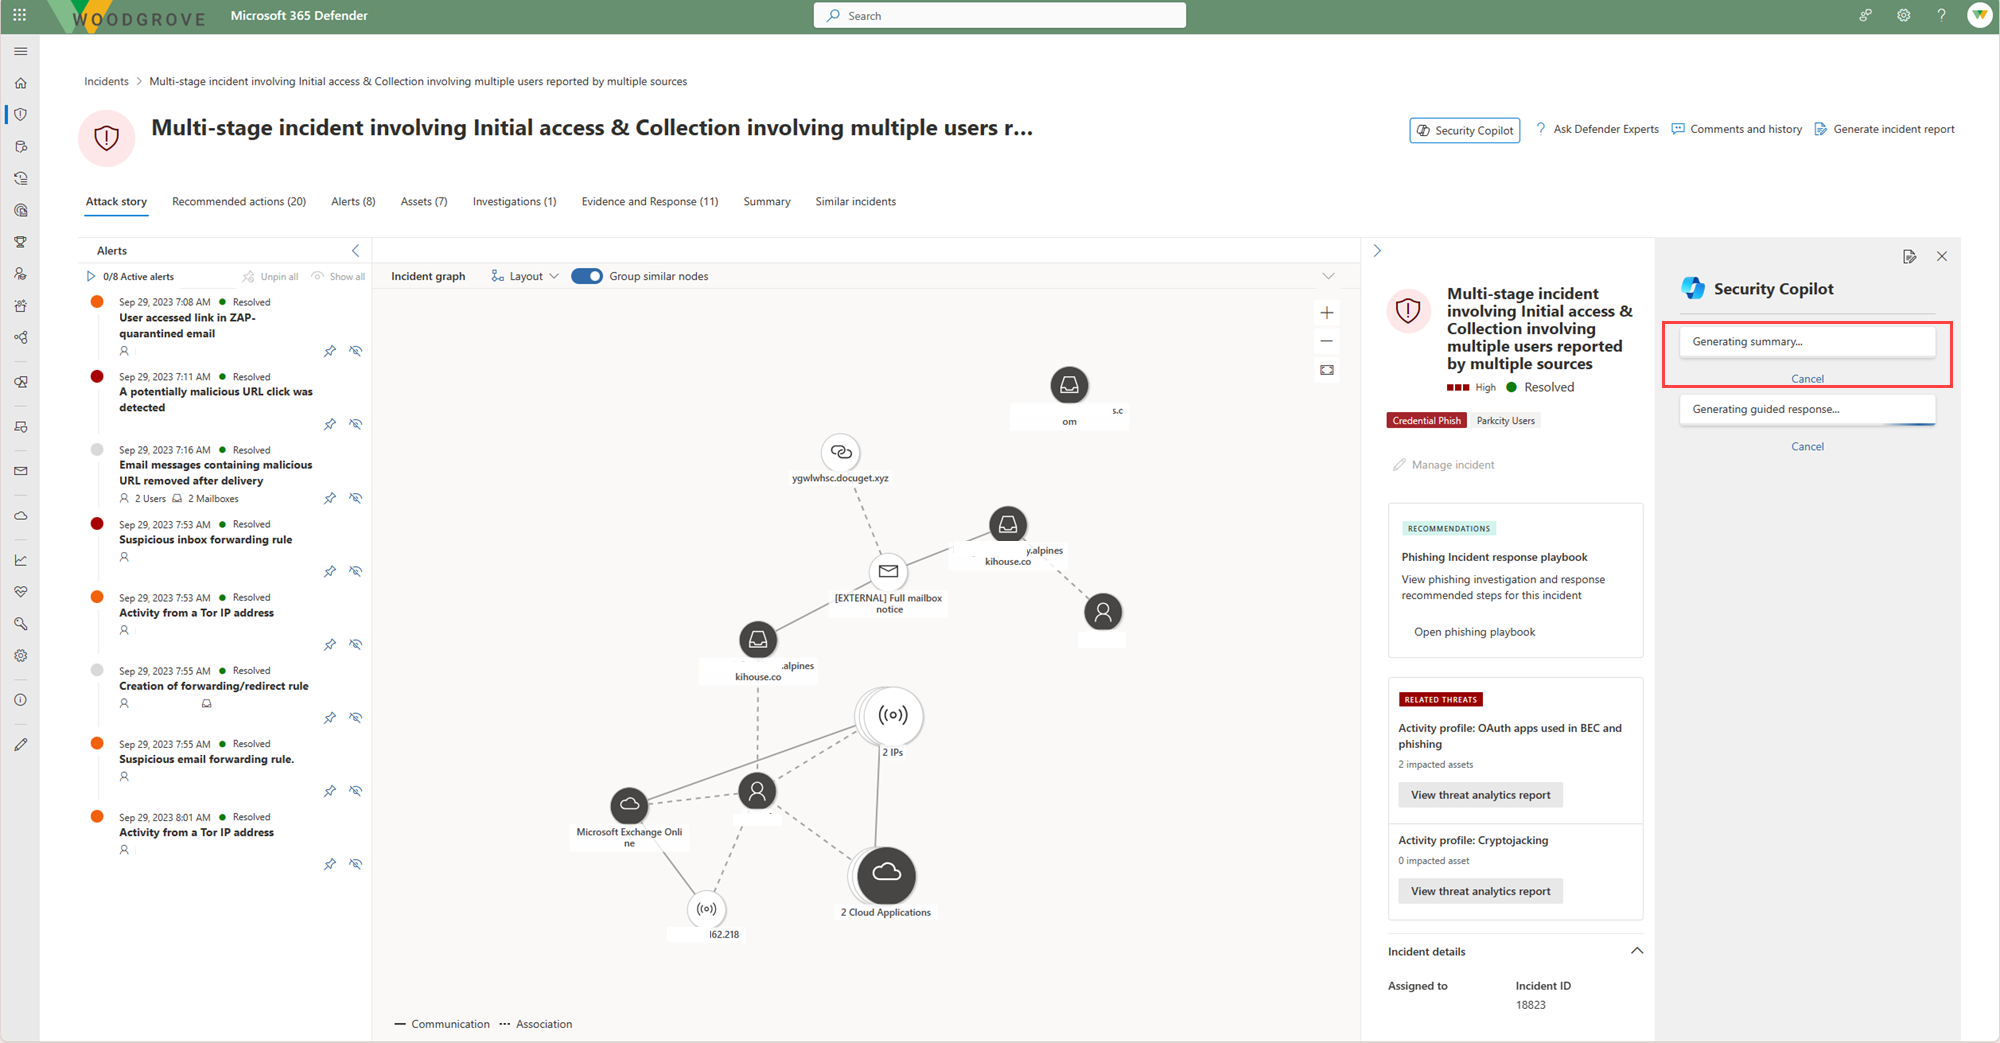 WOODGROVE
Microsoft 365 Defender
Search
Incidents > Multi-stage incident involving Initial access & Collection involving multiple users reported by multiple sources
Multi-stage incident involving Initial access & Collection involving multiple users r...
Security Copilot
Ask Defender Experts
Comments and history
Generate incident report
Attack story
Recommended actions (20)
Alerts (8)
Assets (7)
Investigations (1)
Evidence and Response (11)
Summary
Similar incidents
Alerts
0/8 Active alerts
Unpin all
Show all
Sep 29, 2023 7:08 AM Resolved
User accessed link in ZAP-
quarantined email
Sep 29, 2023 7:11 AM Resolved
A potentially malicious URL click was
detected
Sep 29, 2023 7:16 AM Resolved
Email messages containing malicious
URL removed after delivery
2 Users 2 Mailboxes
Sep 29, 2023 7:53 AM Resolved
Suspicious inbox forwarding rule
Sep 29, 2023 7:53 AM Resolved
Activity from a Tor IP address
Sep 29, 2023 7:55 AM Resolved
Creation of forwarding/redirect rule
Sep 29, 2023 7:55 AM Resolved
Suspicious email forwarding rule.
Sep 29, 2023 8:01 AM Resolved
Activity from a Tor IP address
Incident graph
Layout
Group similar nodes
s.c
om
ygwlwhsc.docuget.xyz
y.alpines
kihouse.co
[EXTERNAL] Full mailbox
notice
.alpines
kihouse.co
2 IPs
Microsoft Exchange Onli
ne
2 Cloud Applications
162.218
Communication
Association
Multi-stage incident
involving Initial access &
Collection involving
multiple users reported
by multiple sources
High Resolved
Credential Phish
Parkcity Users
Manage incident
RECOMMENDATIONS
Phishing Incident response playbook
View phishing investigation and response
recommended steps for this incident
Open phishing playbook
RELATED THREATS
Activity profile: OAuth apps used in BEC and
phishing
2 impacted assets
View threat analytics report
Activity profile: Cryptojacking
0 impacted asset
View threat analytics report
Incident details
Assigned to
Incident ID
18823
Security Copilot
Generating summary...
Cancel
Generating guided response...
Cancel